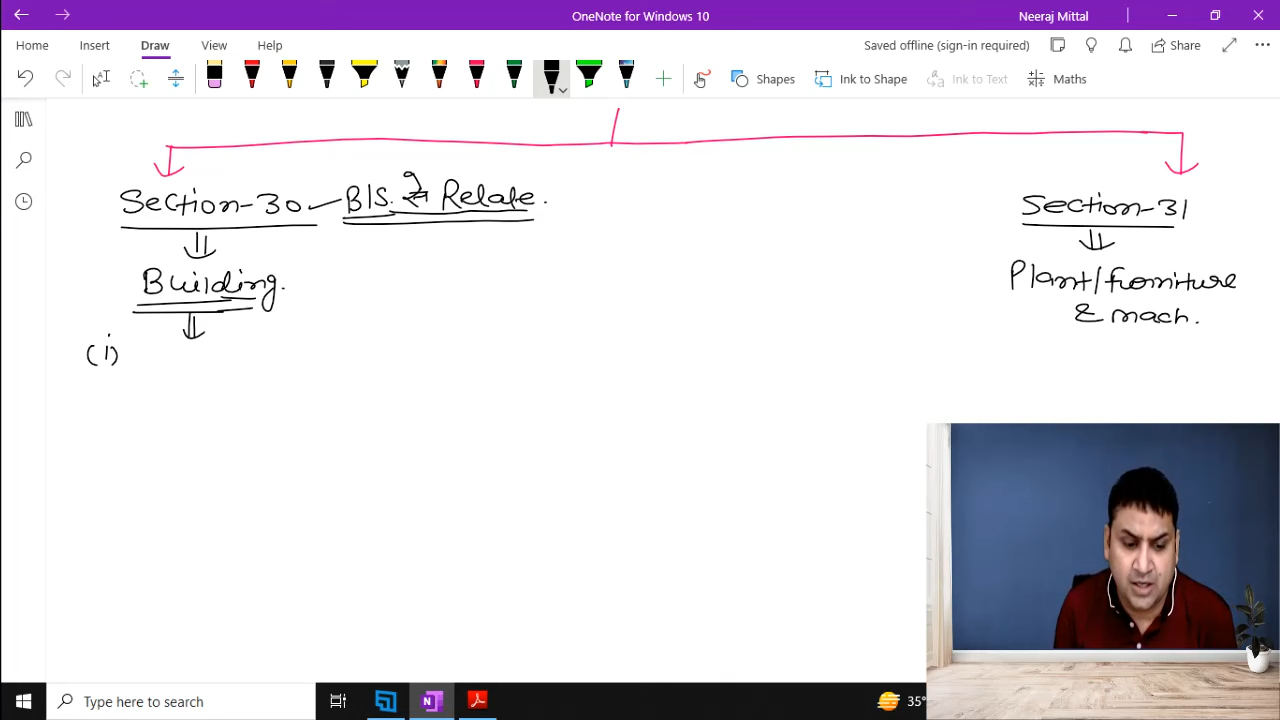 OneNote for Windows 10
Neeraj Mittal
Home Insert Draw View Help
Saved offline (sign-in required)
Share
Shapes
Ink to Shape
Ink to Text
Maths
Section-30 B|S. Relate.
Building.
(i)
Section-31
Plant/furniture
& mach.
Type here to search
35°